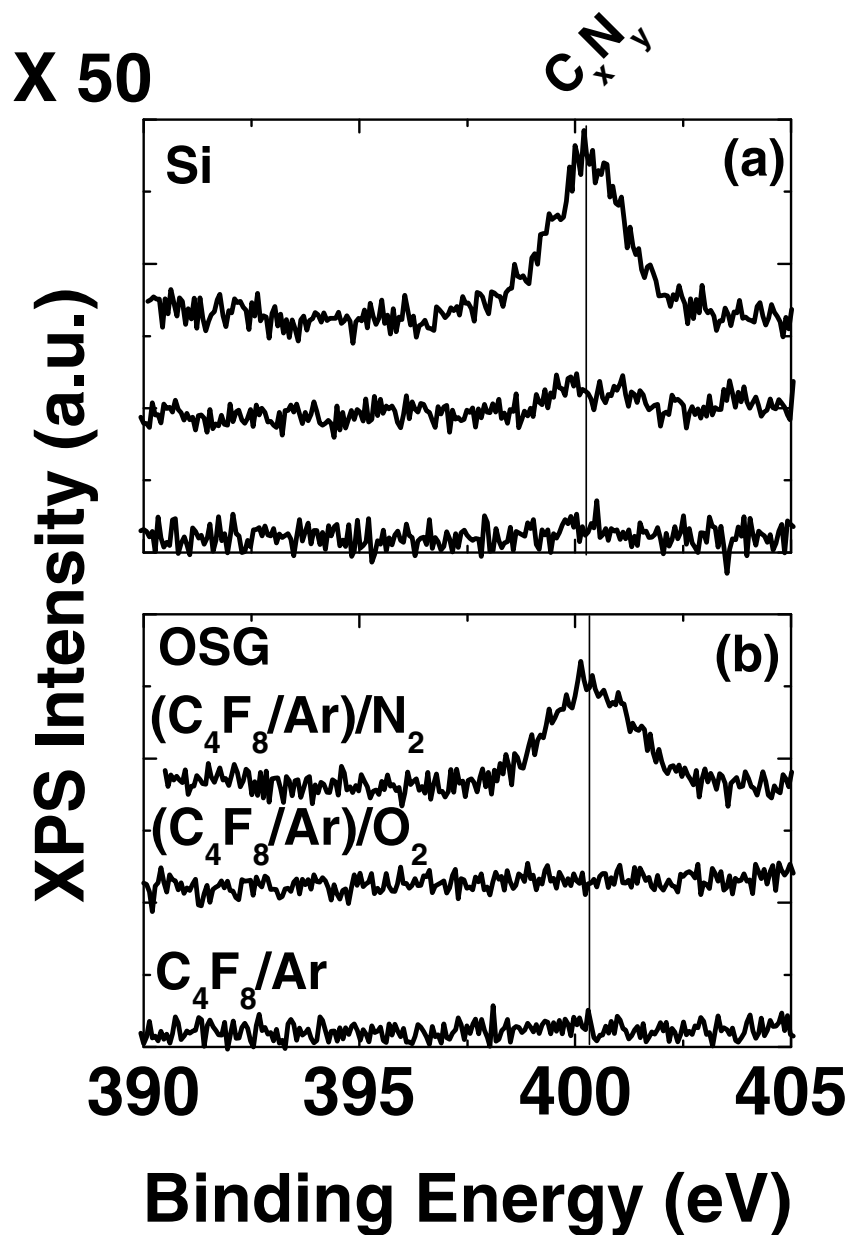 X 50
CxNy
Si
(a)
XPS Intensity (a.u.)
OSG
(b)
(C4F8/Ar)/N2
(C4F8/Ar)/O2
C4F8/Ar
390 395 400 405
Binding Energy (eV)